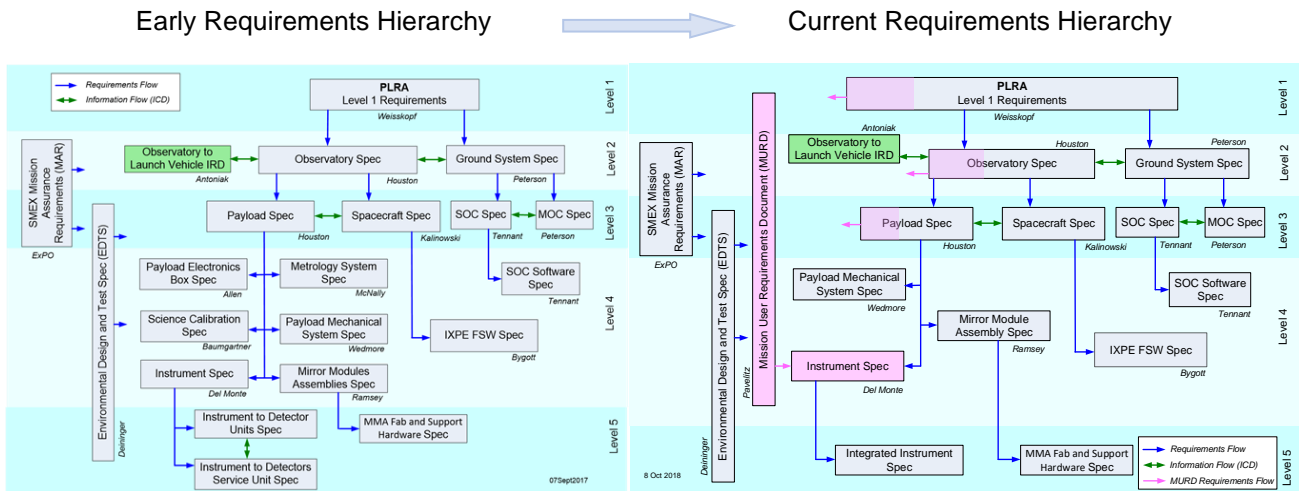 Early Requirements Hierarchy
Current Requirements Hierarchy
Requirements Flow
Information Flow (ICD)
PLRA
Level 1 Requirements
Weisskopf
Level 1
Observatory to
Launch Vehicle IRD
Antoniak
Observatory Spec
Houston
Ground System Spec
Peterson
Level 2
SMEX Mission
Assurance
Requirements (MAR)
ExPO
Payload Spec
Houston
Spacecraft Spec
Kalinowski
SOC Spec
Tennant
MOC Spec
Peterson
Level 3
Environmental Design and Test Spec (EDTS)
Deininger
Payload Electronics
Box Spec
Allen
Metrology System
Spec
McNally
SOC Software
Spec
Tennant
Science Calibration
Spec
Baumgartner
Payload Mechanical
System Spec
Wedmore
IXPE FSW Spec
Bygott
Level 4
Instrument Spec
Del Monte
Mirror Modules
Assemblies Spec
Ramsey
Instrument to Detector
Units Spec
MMA Fab and Support
Hardware Spec
Instrument to Detectors
Service Unit Spec
Level 5
07Sept2017
PLRA
Level 1 Requirements
Weisskopf
Level 1
Antoniak
Observatory to
Launch Vehicle IRD
Houston
Observatory Spec
Peterson
Ground System Spec
Level 2
SMEX Mission
Assurance
Requirements (MAR)
ExPO
Payload Spec
Houston
Spacecraft Spec
Kalinowski
SOC Spec
Tennant
MOC Spec
Peterson
Level 3
Environmental Design and Test Spec (EDTS)
Deininger
Mission User Requirements Document (MURD)
Pavelitz
Payload Mechanical
System Spec
Wedmore
SOC Software
Spec
Tennant
Mirror Module
Assembly Spec
Ramsey
IXPE FSW Spec
Bygott
Level 4
Instrument Spec
Del Monte
Integrated Instrument
Spec
MMA Fab and Support
Hardware Spec
Level 5
Requirements Flow
Information Flow (ICD)
MURD Requirements Flow
8 Oct 2018